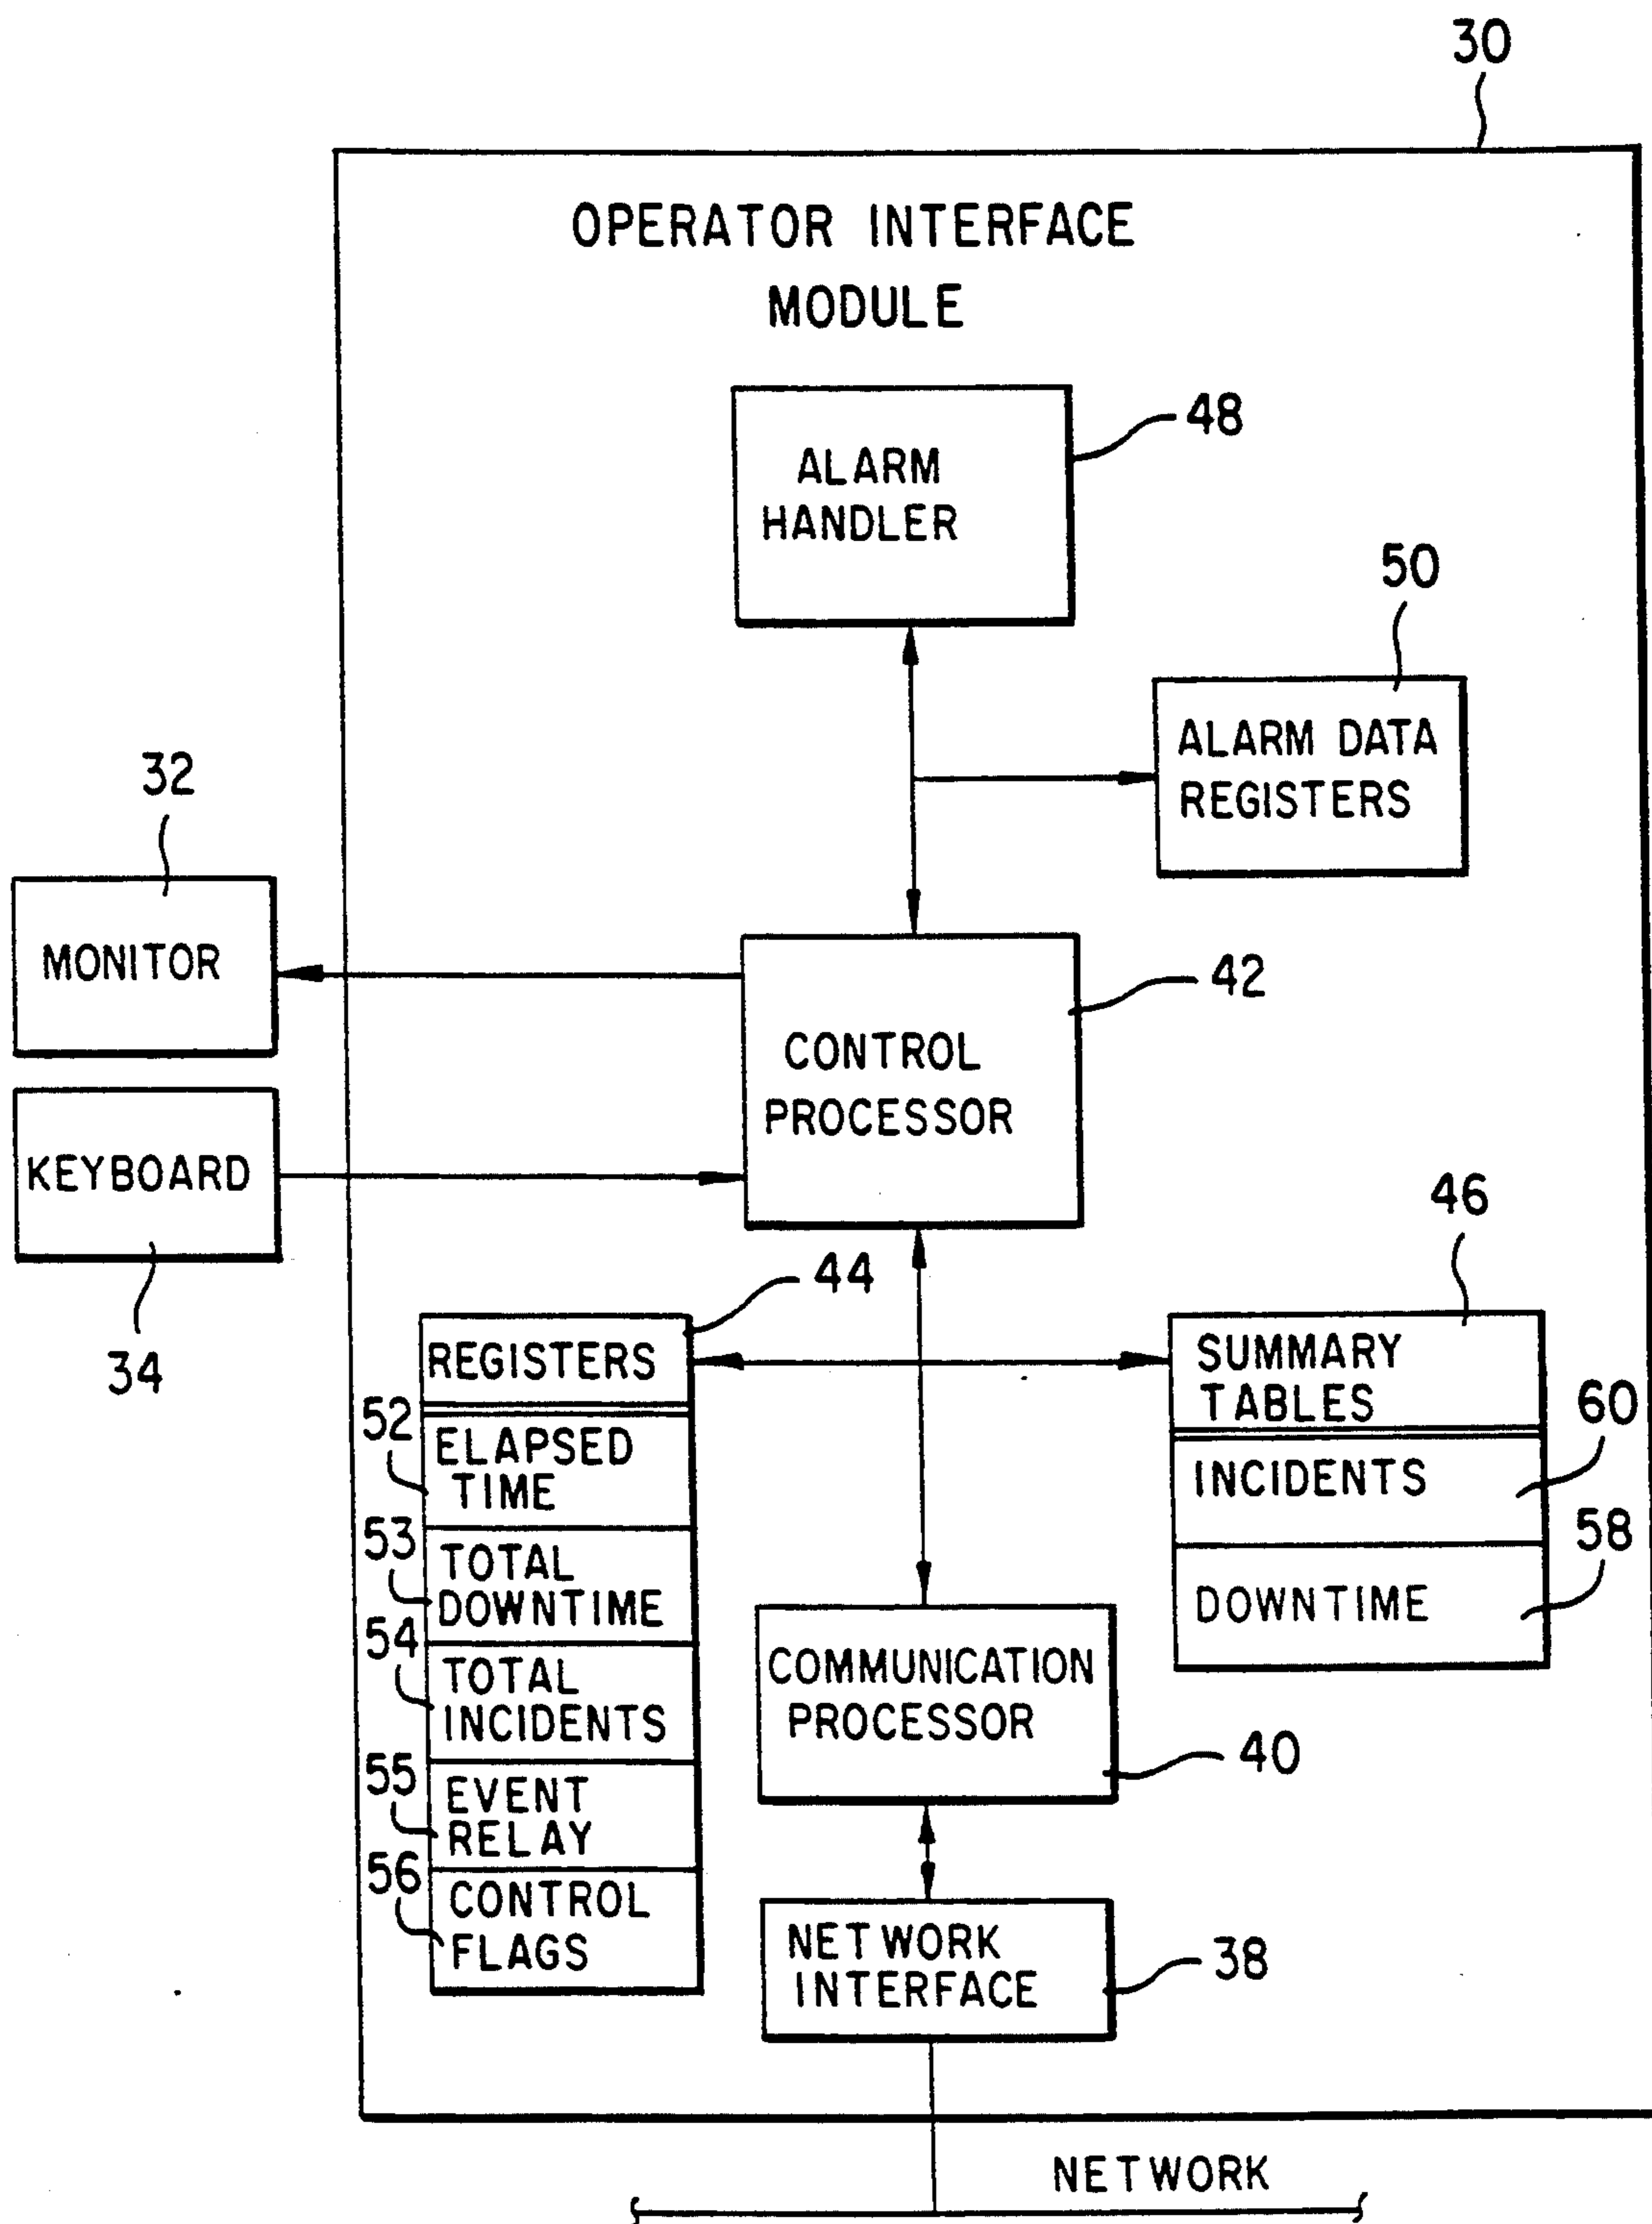 30
OPERATOR INTERFACE
MODULE
48
ALARM
HANDLER
50
ALARM DATA
REGISTERS
32
MONITOR
42
CONTROL
PROCESSOR
KEYBOARD
34
46
44
REGISTERS
SUMMARY
TABLES
52
ELAPSED
TIME
60
INCIDENTS
53
TOTAL
DOWNTIME
58
DOWNTIME
54
TOTAL
INCIDENTS
COMMUNICATION
PROCESSOR
40
55
EVENT
RELAY
56
CONTROL
FLAGS
NETWORK
INTERFACE
38
NETWORK